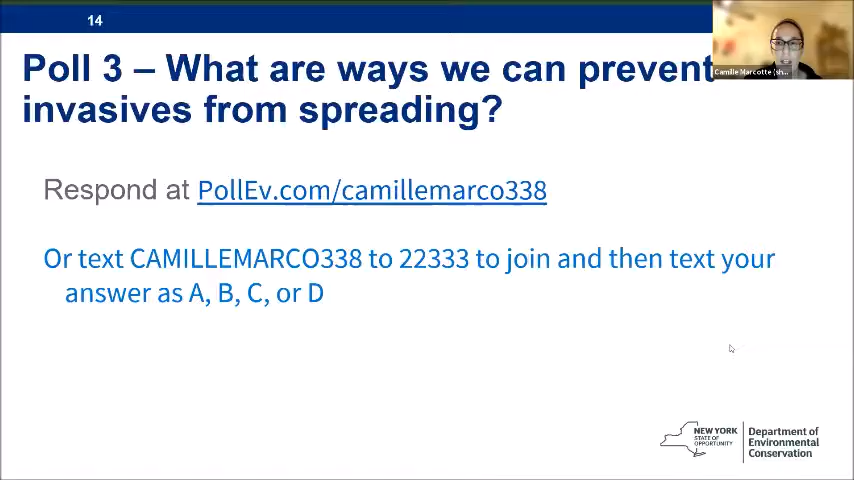 14
Camille Marcotte (sh...
Poll 3 – What are ways we can prevent
invasives from spreading?
Respond at PollEv.com/camillemarco338
Or text CAMILLEMARCO338 to 22333 to join and then text your
answer as A, B, C, or D
NEW YORK
STATE OF
OPPORTUNITY
Department of
Environmental
Conservation